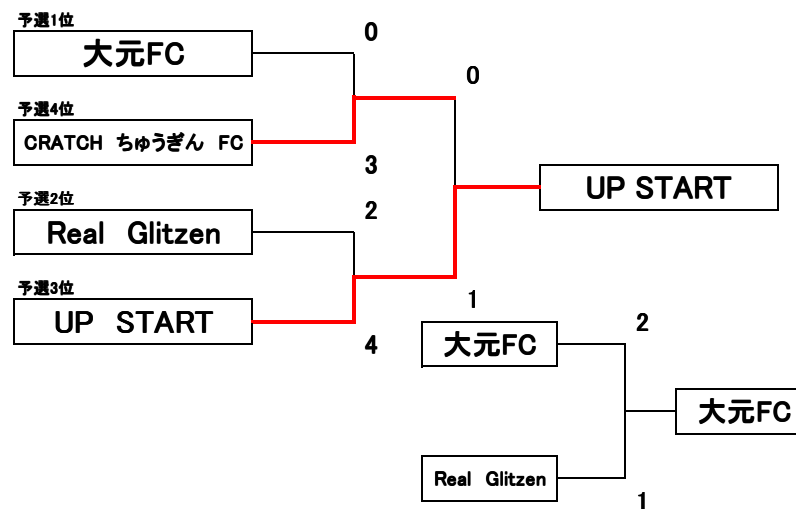 予選1位
大元FC
0
0
予選4位
CRATCH ちゅうぎん FC
3
UP START
予選2位
2
Real Glitzen
予選3位
UP START
4
1
大元FC
2
大元FC
Real Glitzen
1